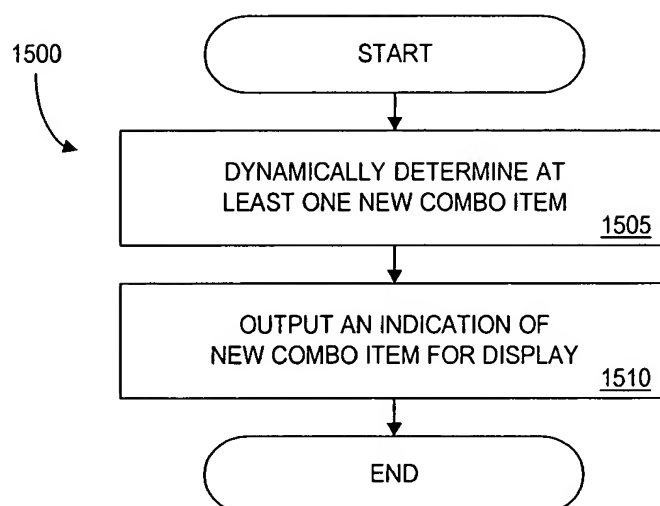 1500
START
DYNAMICALLY DETERMINE AT
LEAST ONE NEW COMBO ITEM
1505
OUTPUT AN INDICATION OF
NEW COMBO ITEM FOR DISPLAY
1510
END